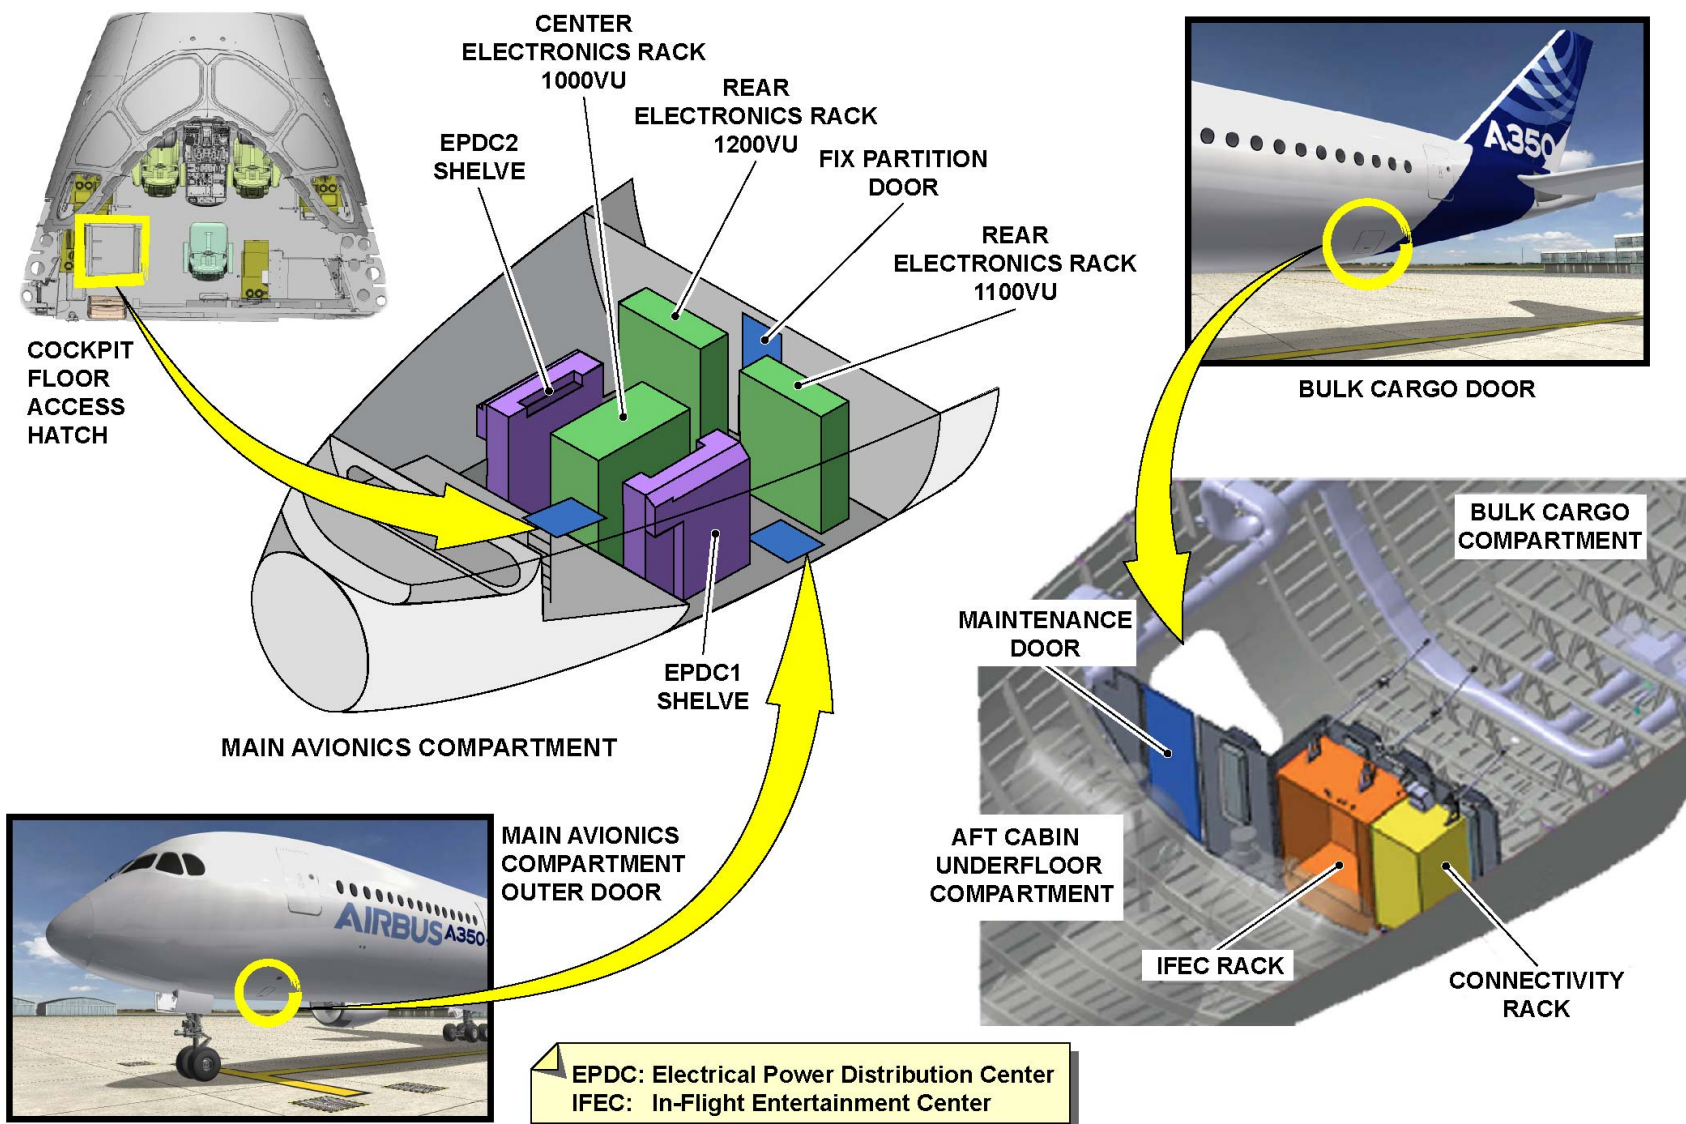 CENTER
ELECTRONICS RACK
1000VU
REAR
ELECTRONICS RACK
1200VU
EPDC2
SHELVE
FIX PARTITION
DOOR
REAR
ELECTRONICS RACK
1100VU
A350
COCKPIT
FLOOR
ACCESS
HATCH
BULK CARGO DOOR
BULK CARGO
COMPARTMENT
MAINTENANCE
DOOR
EPDC1
SHELVE
MAIN AVIONICS COMPARTMENT
MAIN AVIONICS
COMPARTMENT
OUTER DOOR
AIRBUS A350
AFT CABIN
UNDERFLOOR
COMPARTMENT
IFEC RACK
CONNECTIVITY
RACK
EPDC: Electrical Power Distribution Center
IFEC: In-Flight Entertainment Center